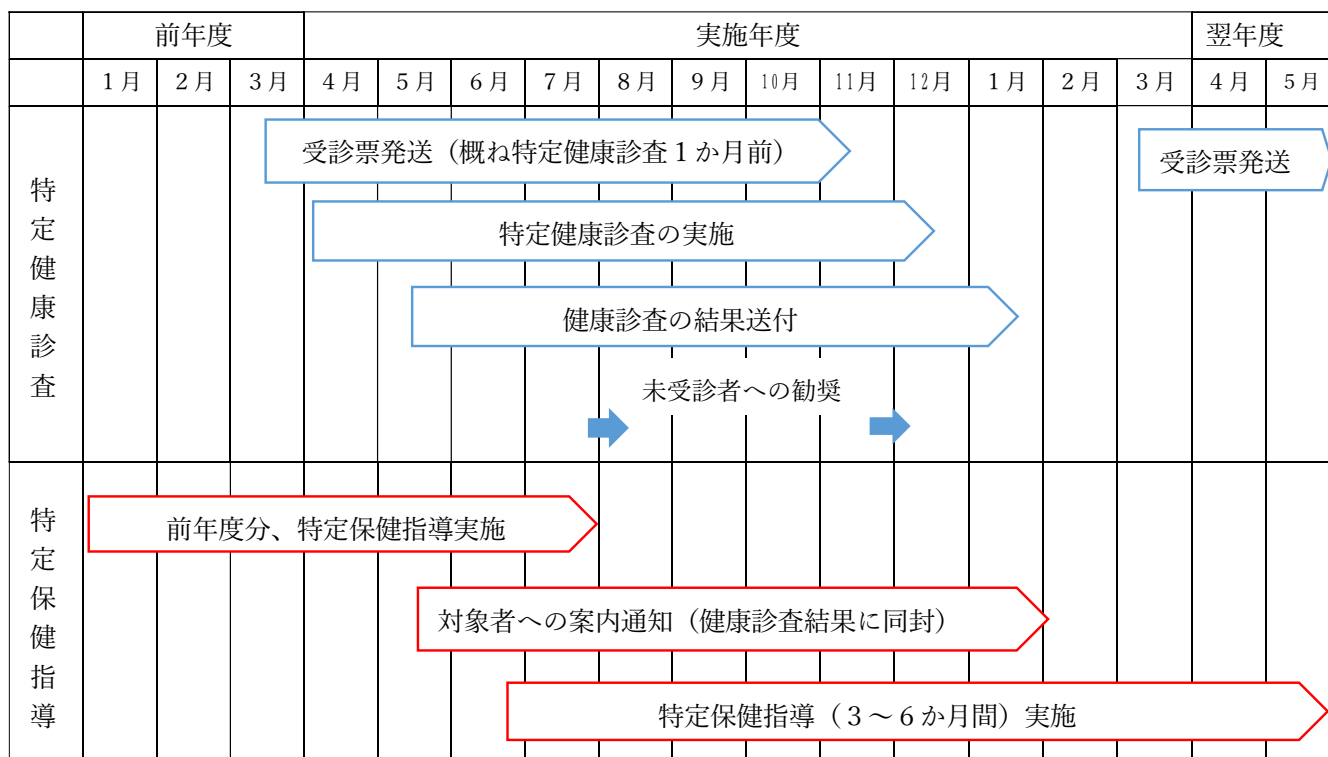 前年度 実施年度 翌年度
1月 2月 3月 4月 5月 6月 7月 8月 9月 10月 11月 12月 1月 2月 3月 4月 5月
特定健康診査
受診票発送（概ね特定健康診査1か月前）
受診票発送
特定健康診査の実施
健康診査の結果送付
未受診者への勧奨
特定保健指導
前年度分、特定保健指導実施
対象者への案内通知（健康診査結果に同封）
特定保健指導（3～6か月間）実施